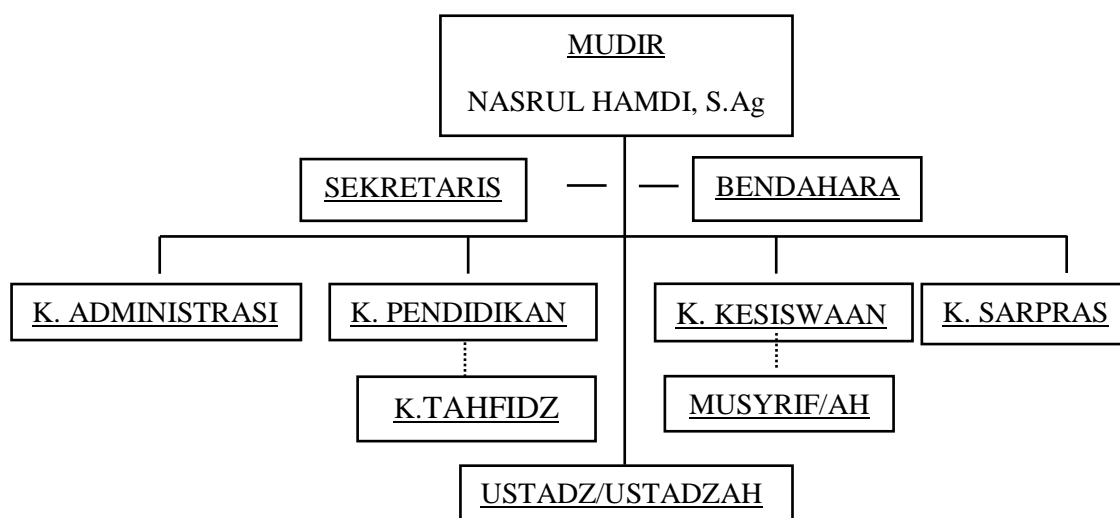 MUDIR
NASRUL HAMDI, S.Ag
SEKRETARIS
BENDAHARA
K. ADMINISTRASI
K. PENDIDIKAN
K. KESISWAAN
K. SARPRAS
K.TAHFIDZ
MUSYRIF/AH
USTADZ/USTADZAH